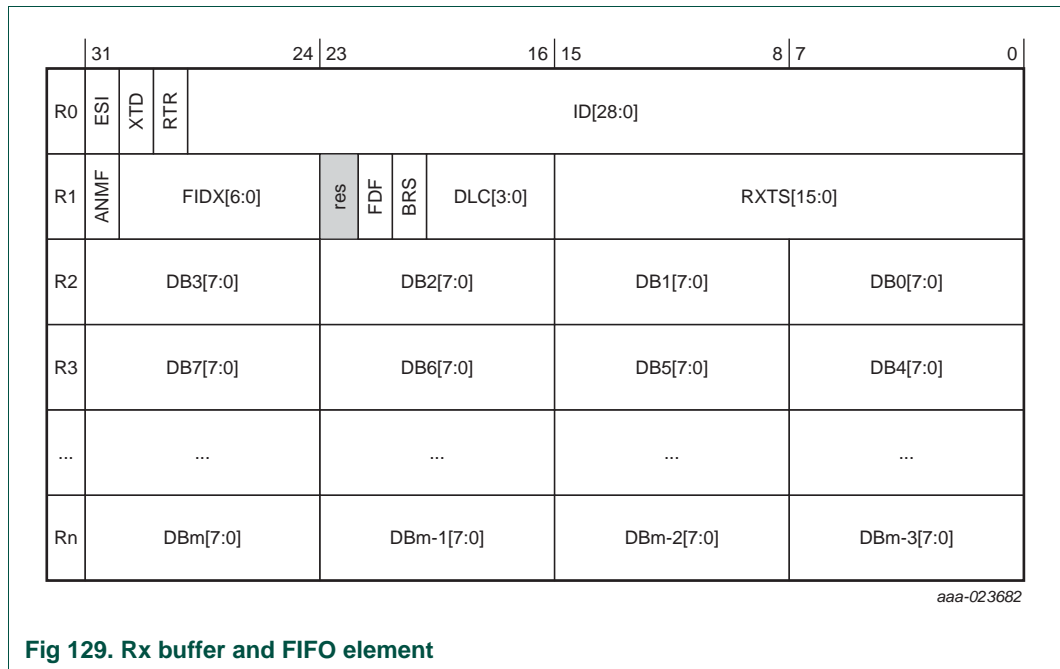 31 24 23 16 15 8 7 0
R0 ESI XTD RTR ID[28:0]
R1 ANMF FIDX[6:0] res FDF BRS DLC[3:0] RXTS[15:0]
R2 DB3[7:0] DB2[7:0] DB1[7:0] DB0[7:0]
R3 DB7[7:0] DB6[7:0] DB5[7:0] DB4[7:0]
... ... ... ... ...
Rn DBm[7:0] DBm-1[7:0] DBm-2[7:0] DBm-3[7:0]
aaa-023682
Fig 129. Rx buffer and FIFO element